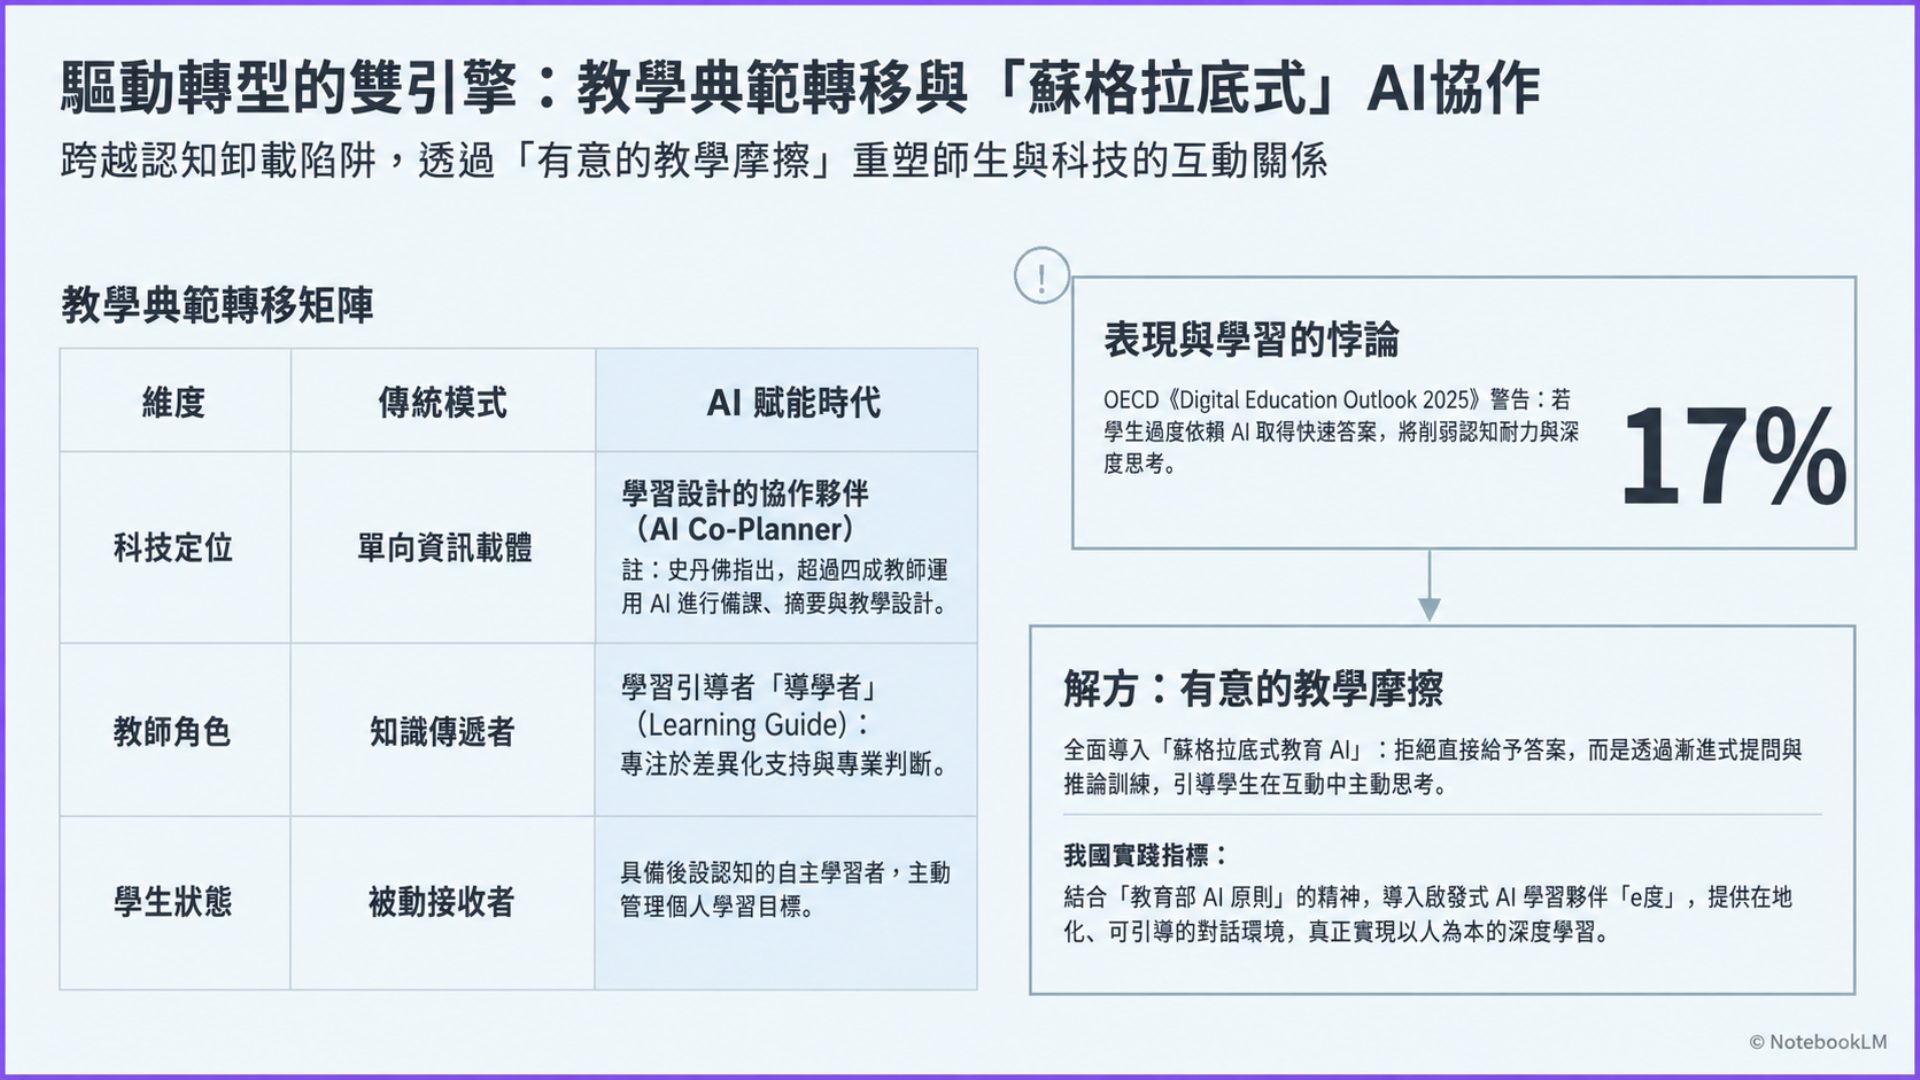 驅動轉型的雙引擎：教學典範轉移與「蘇格拉底式」AI協作
跨越認知卸載陷阱，透過「有意的教學摩擦」重塑師生與科技的互動關係
教學典範轉移矩陣
維度
傳統模式
AI 賦能時代
科技定位
單向資訊載體
學習設計的協作夥伴
（AI Co-Planner）
註：史丹佛指出，超過四成教師運
用 AI 進行備課、摘要與教學設計。
教師角色
知識傳遞者
學習引導者「導學者」
（Learning Guide）：
專注於差異化支持與專業判斷。
學生狀態
被動接收者
具備後設認知的自主學習者，主動
管理個人學習目標。
!
表現與學習的悖論
OECD《Digital Education Outlook 2025》警告：若
學生過度依賴 AI 取得快速答案，將削弱認知耐力與深
度思考。
17%
解方：有意的教學摩擦
全面導入「蘇格拉底式教育 AI」：拒絕直接給予答案，而是透過漸進式提問與
推論訓練，引導學生在互動中主動思考。
我國實踐指標：
結合「教育部 AI 原則」的精神，導入啟發式 AI 學習夥伴「e度」，提供在地
化、可引導的對話環境，真正實現以人為本的深度學習。
© NotebookLM